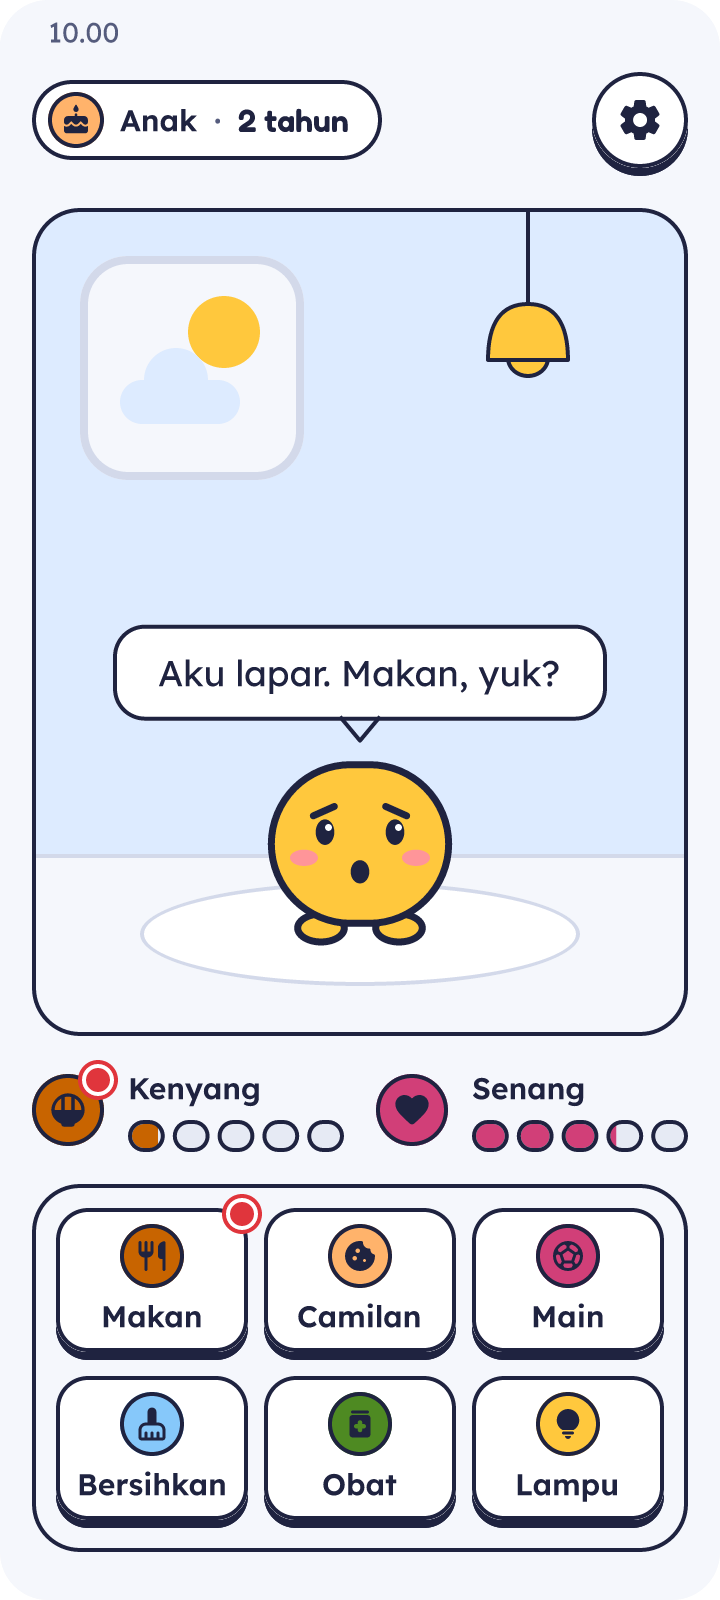 10.00
Anak · 2 tahun
Aku lapar. Makan, yuk?
Kenyang
Senang
Makan
Camilan
Main
Bersihkan
Obat
Lampu